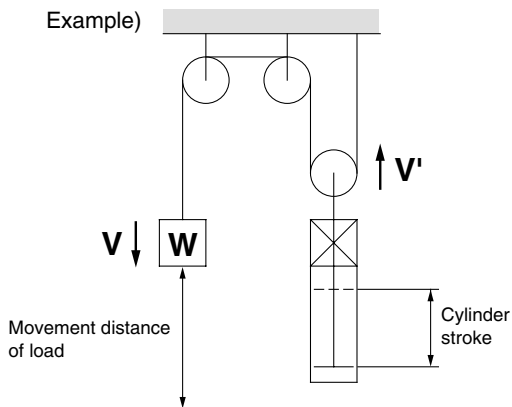 Example)
V'
V
W
Movement distance
of load
Cylinder
stroke